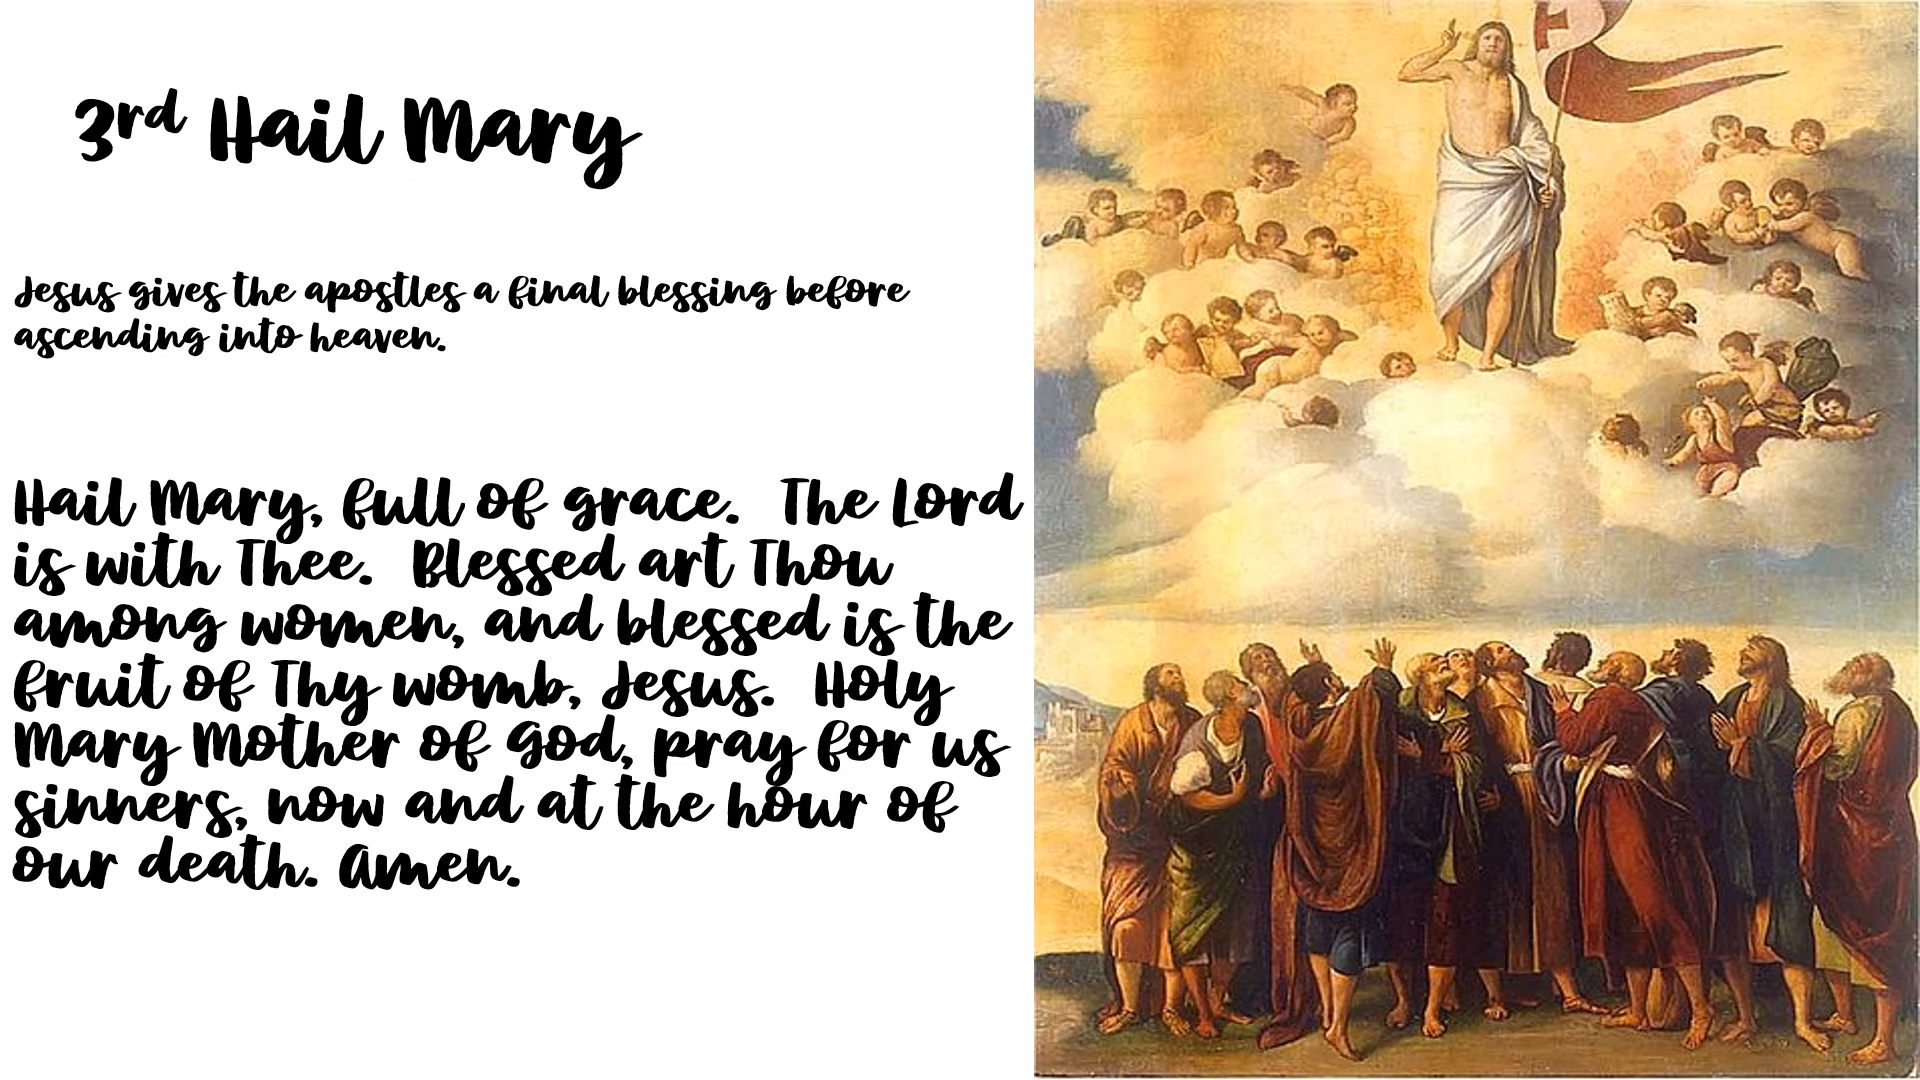 3rd Hail Mary
Jesus gives the apostles a final blessing before
ascending into heaven.
Hail Mary, full of grace.  The Lord
is with Thee.  Blessed art Thou
among women, and blessed is the
fruit of Thy womb, Jesus.  Holy
Mary Mother of God, pray for us
sinners, now and at the hour of
our death. Amen.